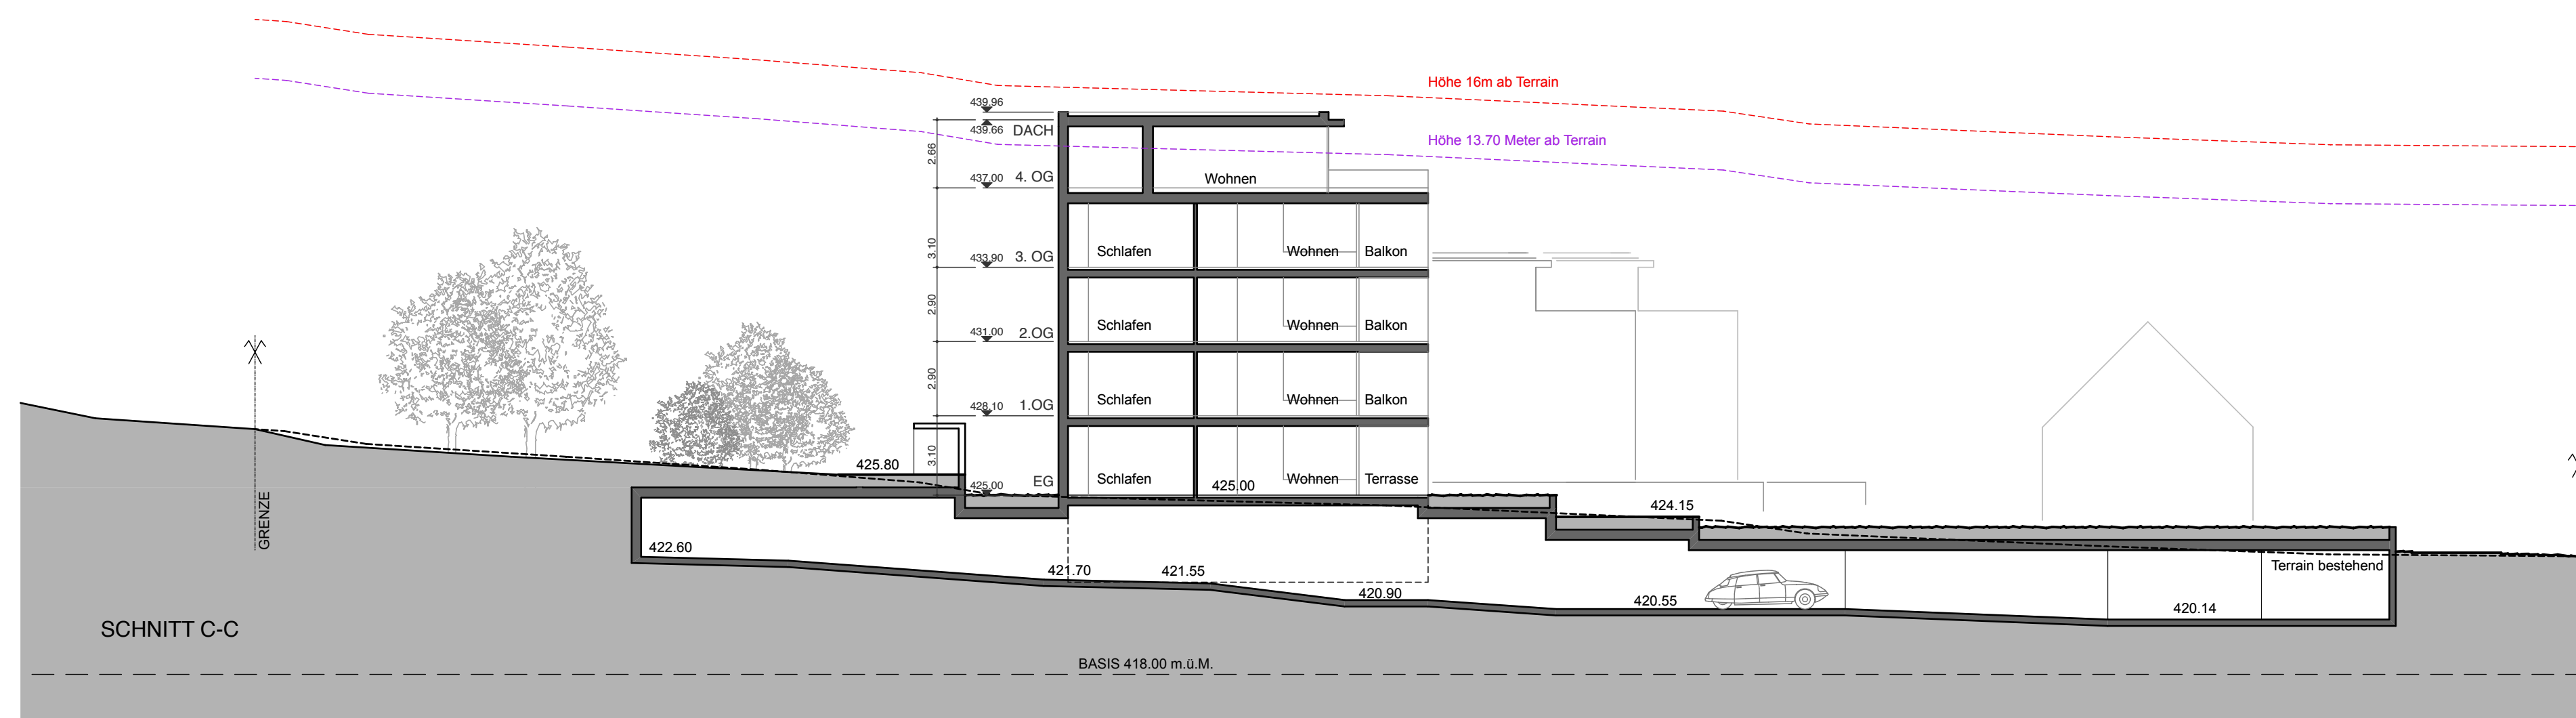 Höhe 16m ab Terrain
439.96
439.66 DACH
Höhe 13.70 Meter ab Terrain
2.66
437.00 4. OG
Wohnen
3.10
Schlafen Wohnen Balkon
433.90 3. OG
2.90
Schlafen Wohnen Balkon
431.00 2.OG
2.90
Schlafen Wohnen Balkon
428.10 1.OG
3.10
425.80
Schlafen Wohnen Terrasse
425.00 EG
425.00
424.15
GRENZE
422.60
421.70
421.55
420.90
420.55
Terrain bestehend
420.14
SCHNITT C-C
BASIS 418.00 m.ü.M.